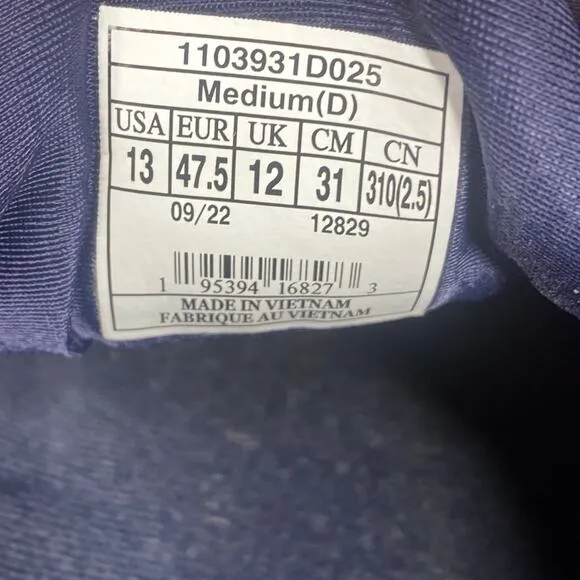 1103931D025
Medium(D)
USA EUR UK CM CN
13 47.5 12 31 310(2.5)
09/22 12829
1 95394 16827 3
MADE IN VIETNAM
FABRIQUE AU VIETNAM